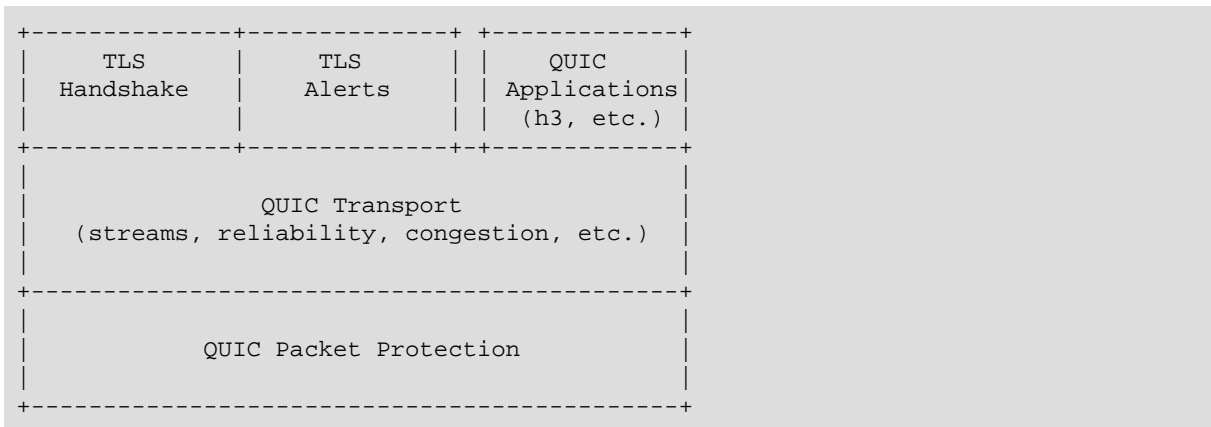 +--------------+--------------+ +-------------+
|     TLS      |     TLS      | |    QUIC     |
|  Handshake   |    Alerts    | | Applications|
|              |              | |  (h3, etc.) |
+--------------+--------------+-+-------------+
|                                             |
|                QUIC Transport               |
|   (streams, reliability, congestion, etc.)  |
|                                             |
+---------------------------------------------+
|                                             |
|            QUIC Packet Protection           |
|                                             |
+---------------------------------------------+